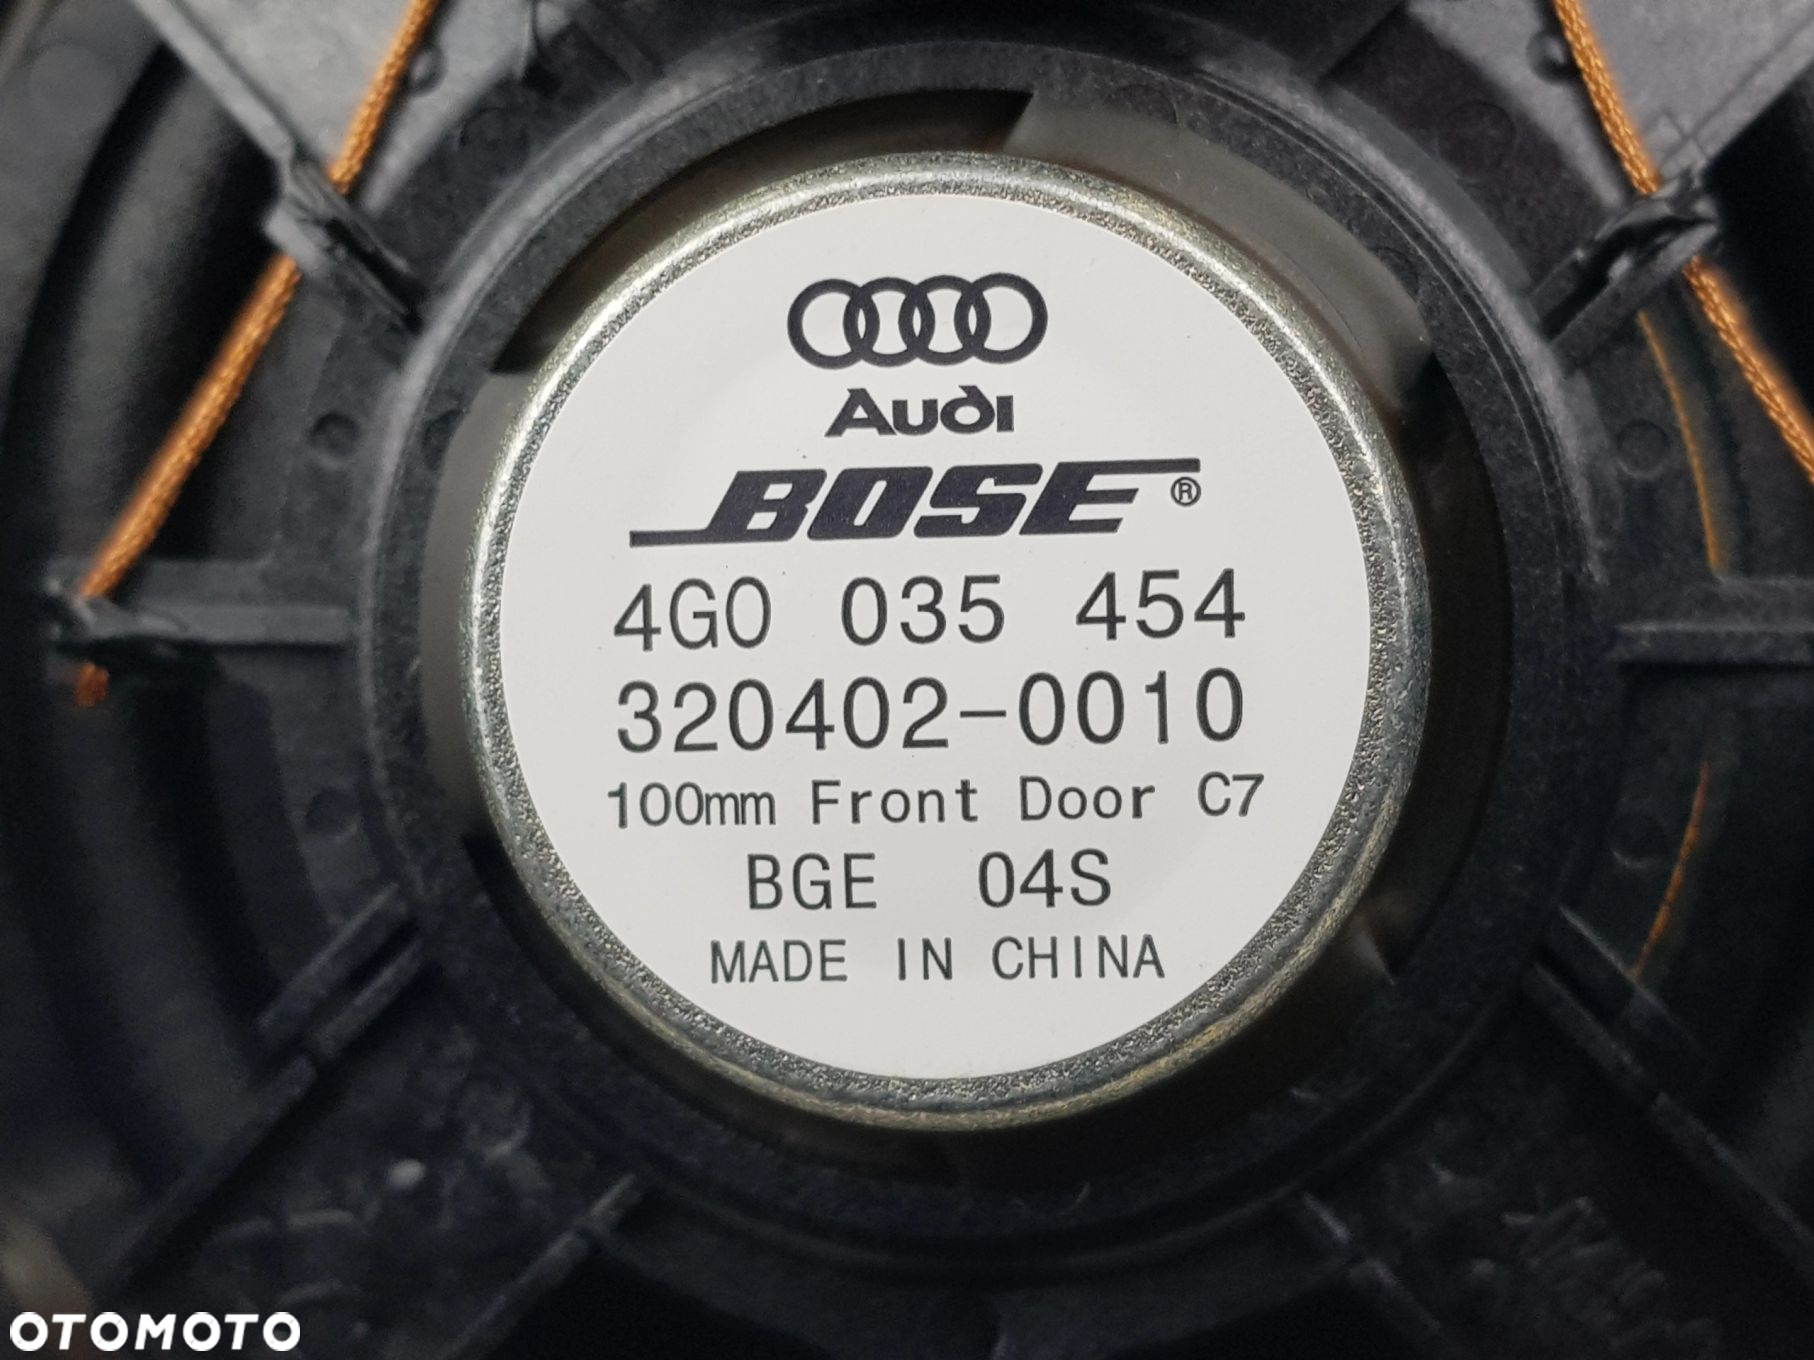 Audi
BOSE®
4G0 035 454
320402-0010
100mm Front Door C7
BGE 04S
MADE IN CHINA
OTOMOTO